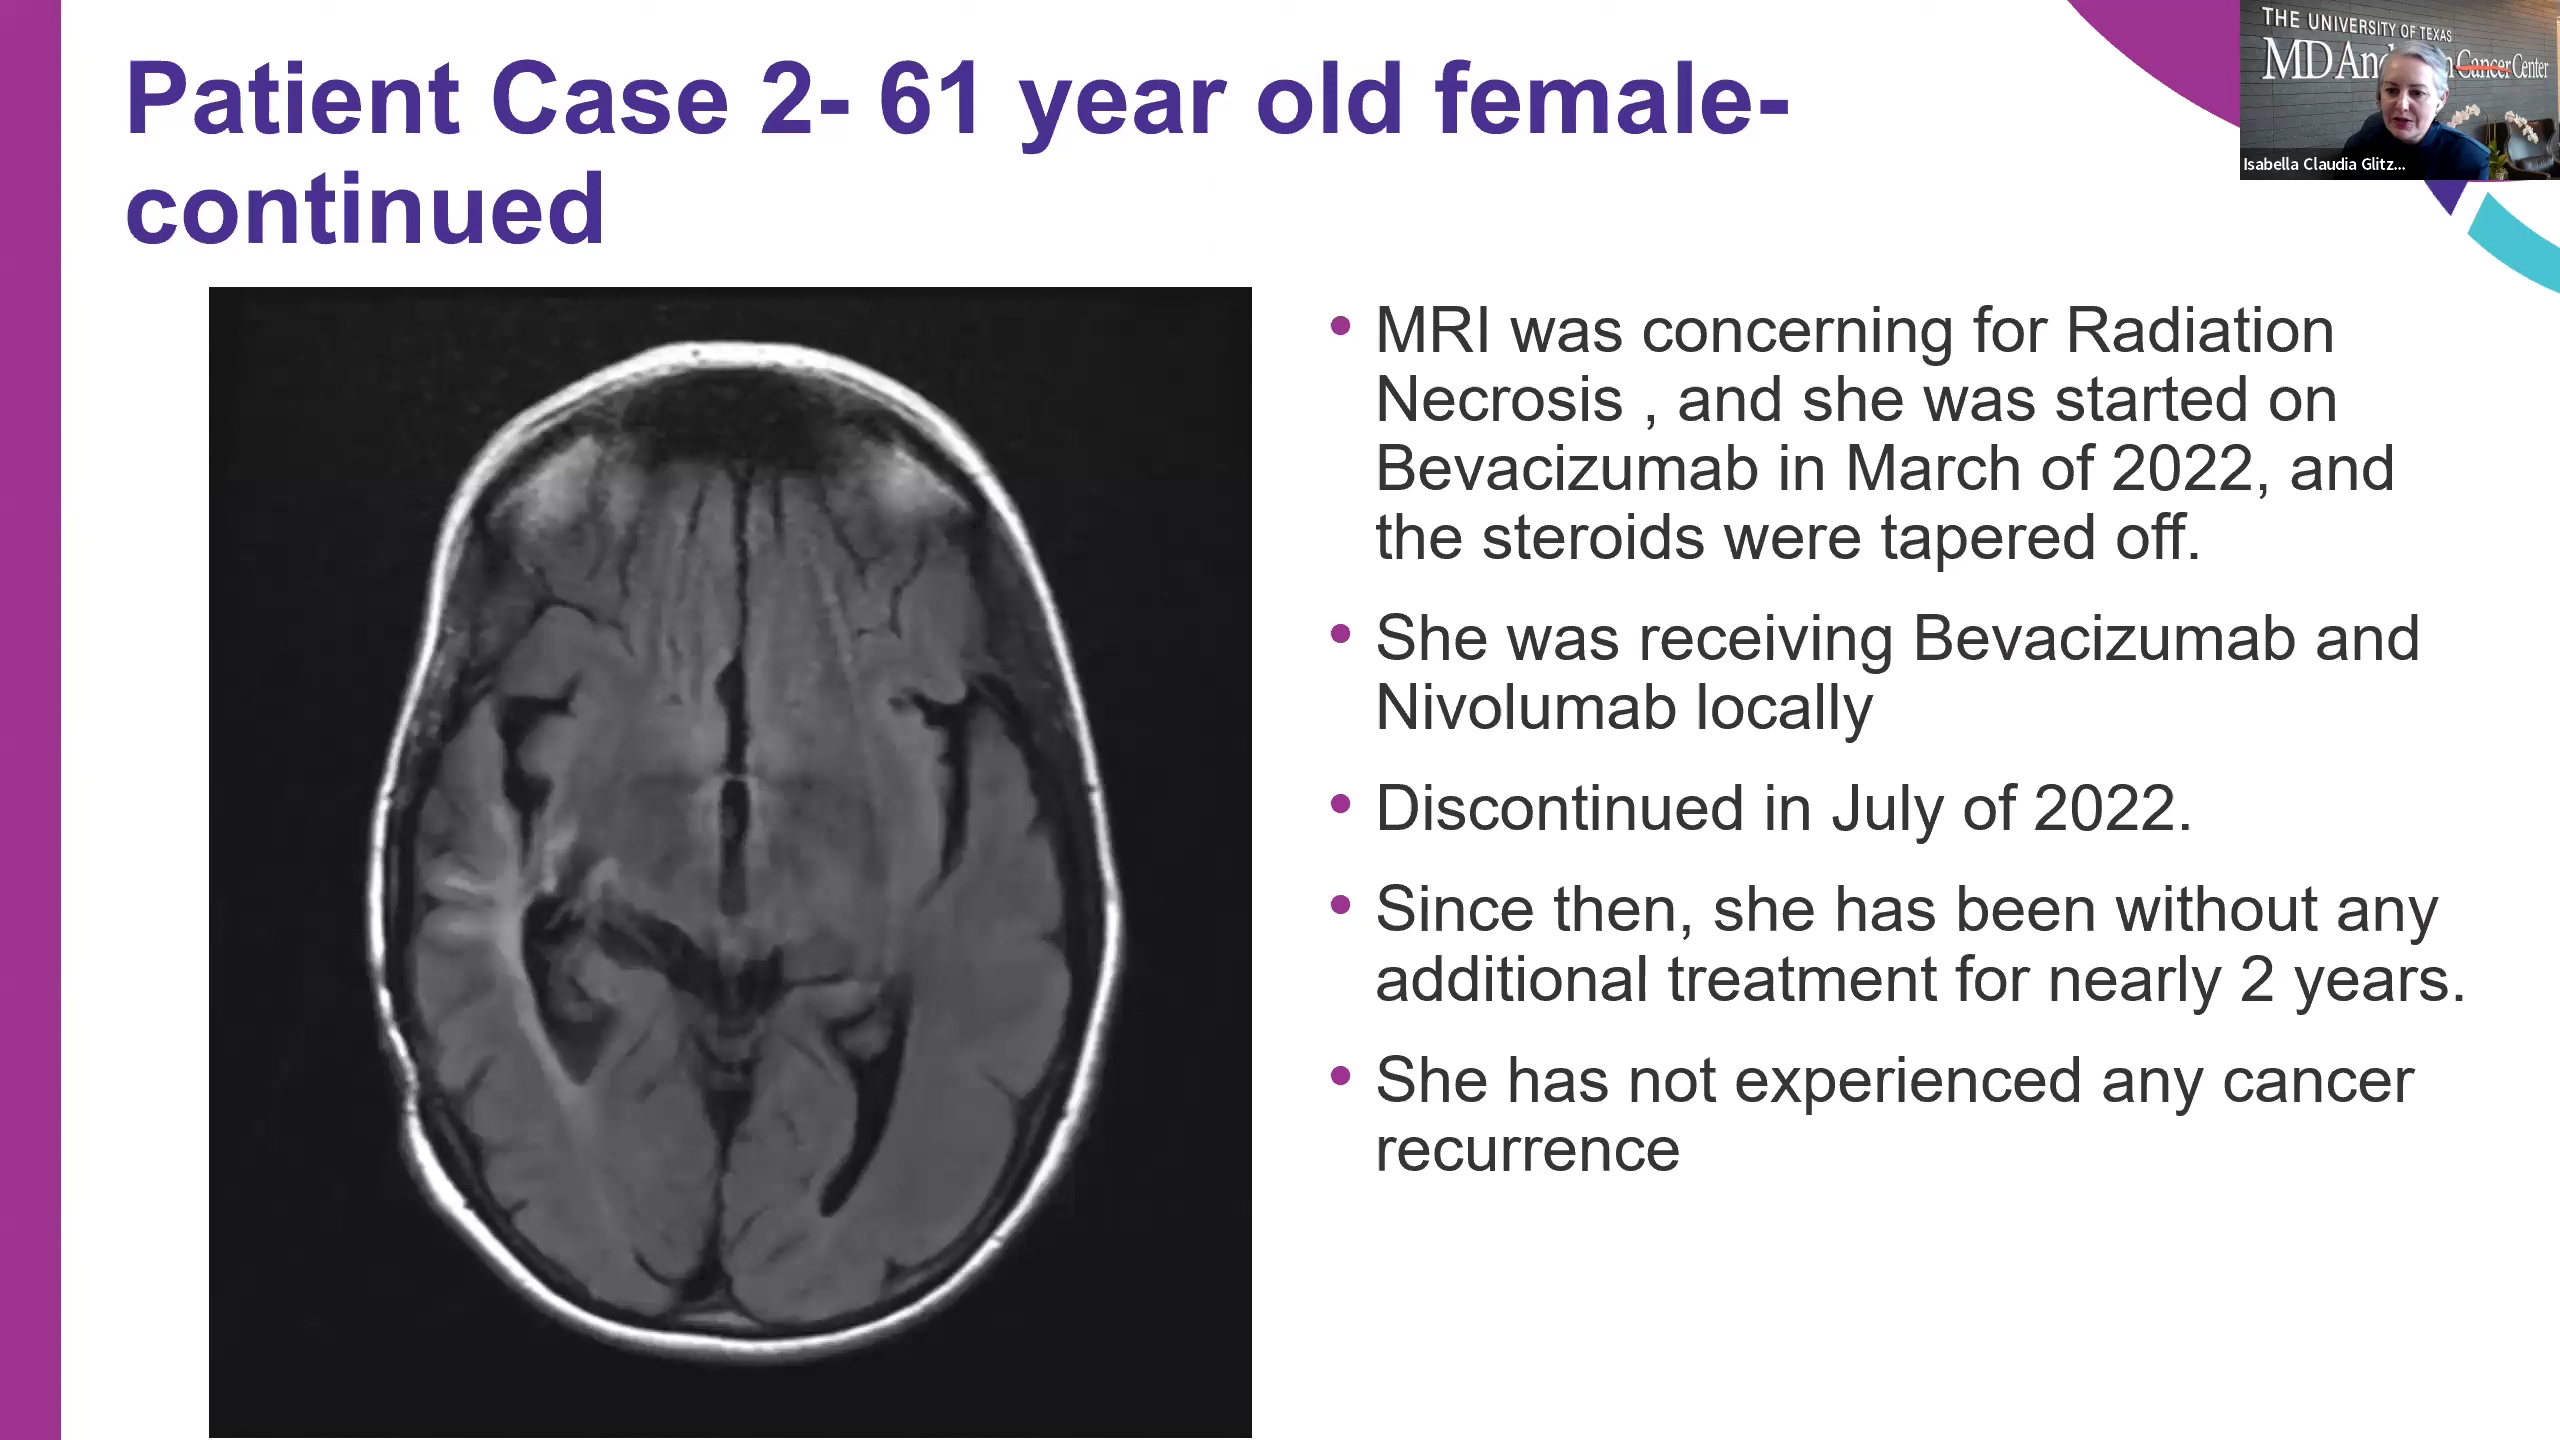 Patient Case 2- 61 year old female-
continued
THE UNIVERSITY OF TEXAS
MD Cancer Center
Isabella Claudia Glitz...
• MRI was concerning for Radiation
Necrosis , and she was started on
Bevacizumab in March of 2022, and
the steroids were tapered off.
• She was receiving Bevacizumab and
Nivolumab locally
• Discontinued in July of 2022.
• Since then, she has been without any
additional treatment for nearly 2 years.
• She has not experienced any cancer
recurrence